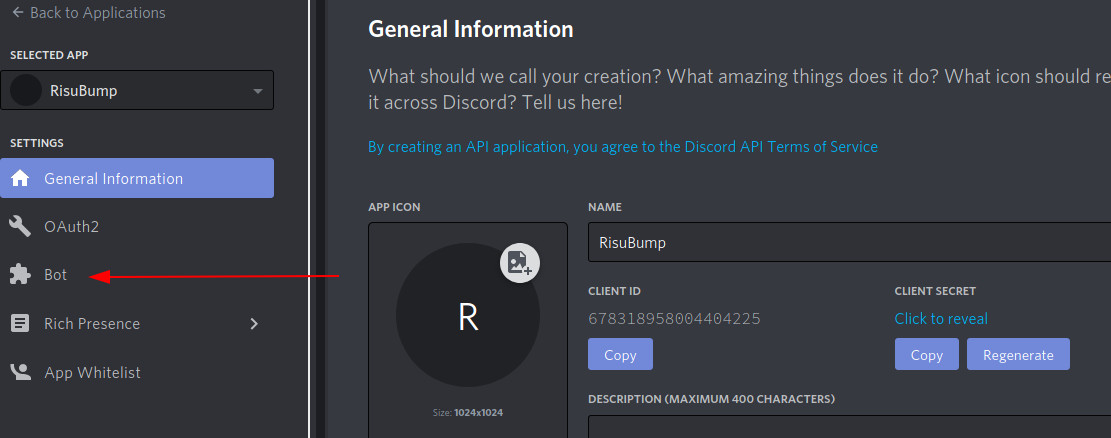 Back to Applications
SELECTED APP
RisuBump
SETTINGS
General Information
OAuth2
Bot
Rich Presence
App Whitelist
General Information
What should we call your creation? What amazing things does it do? What icon should re
it across Discord? Tell us here!
By creating an API application, you agree to the Discord API Terms of Service
APP ICON
R
Size: 1024x1024
NAME
RisuBump
CLIENT ID
678318958004404225
Copy
CLIENT SECRET
Click to reveal
Copy Regenerate
DESCRIPTION (MAXIMUM 400 CHARACTERS)